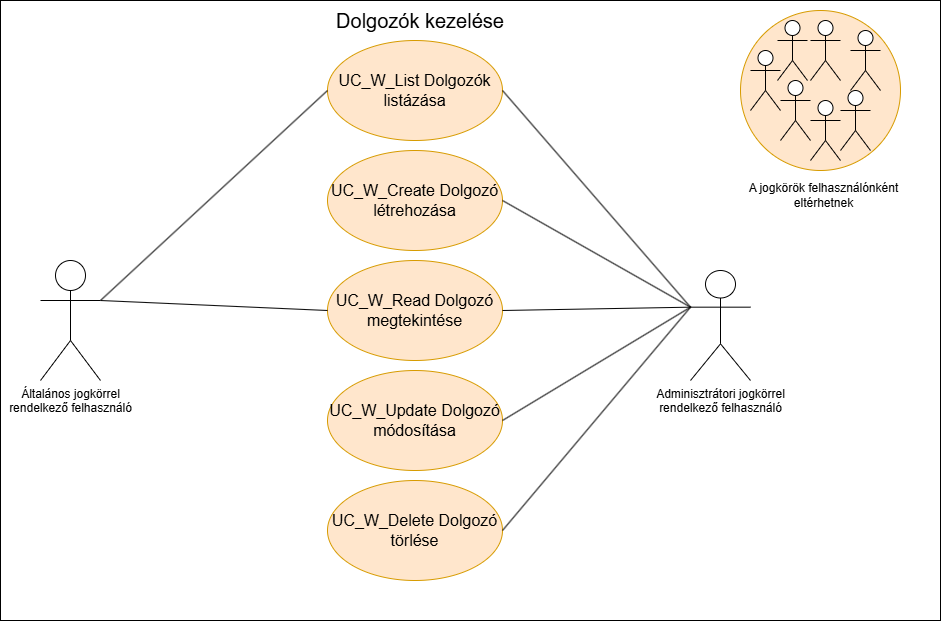 Dolgozók kezelése
UC_W_List Dolgozók
listázása
UC_W_Create Dolgozó
létrehozása
UC_W_Read Dolgozó
megtekintése
UC_W_Update Dolgozó
módosítása
UC_W_Delete Dolgozó
törlése
Általános jogkörrel
rendelkező felhasználó
Adminisztrátori jogkörrel
rendelkező felhasználó
A jogkörök felhasználónként
eltérhetnek